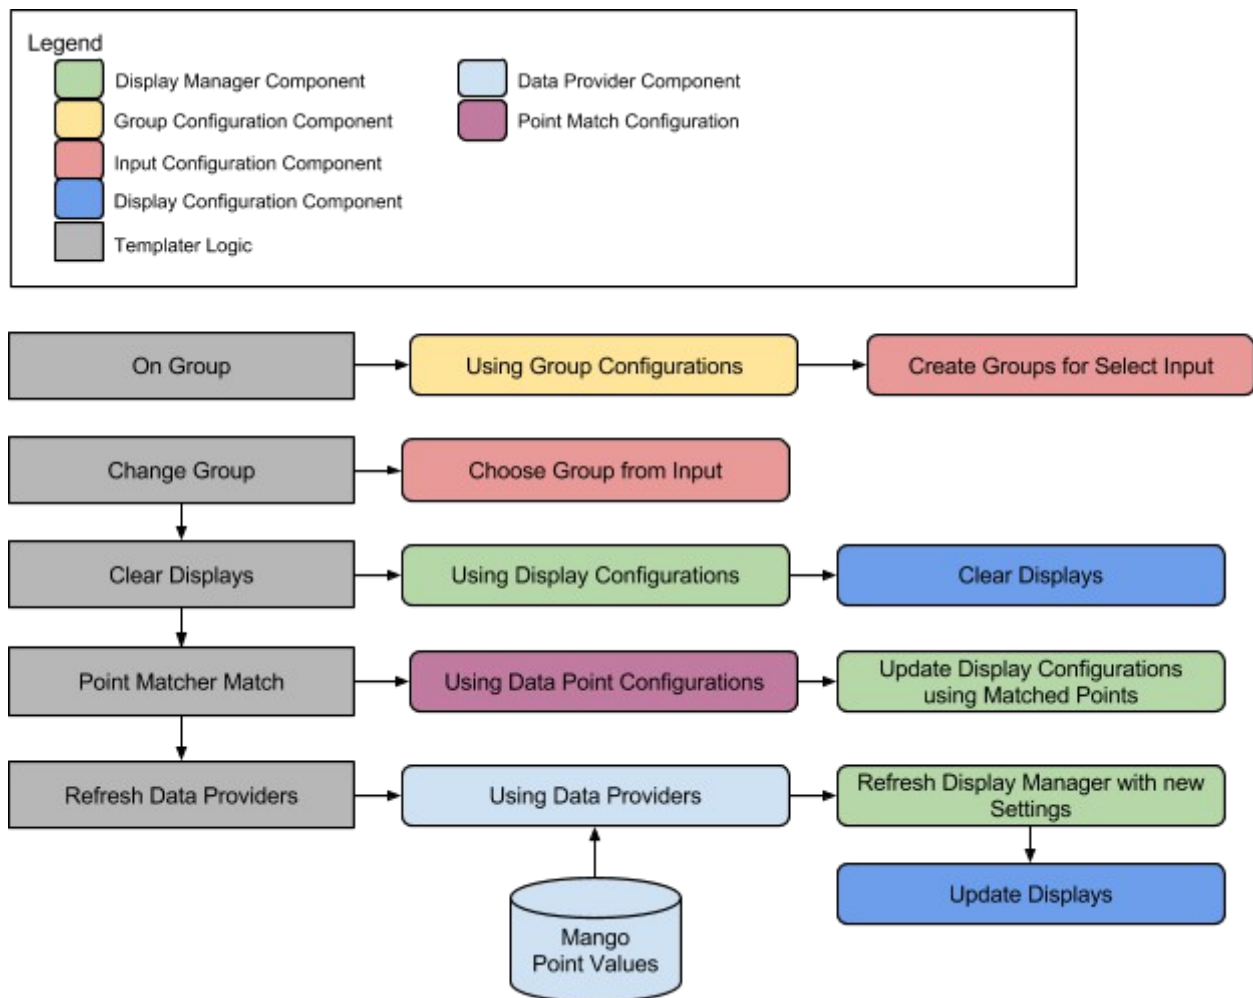 Legend
Display Manager Component
Data Provider Component
Group Configuration Component
Point Match Configuration
Input Configuration Component
Display Configuration Component
Templater Logic
On Group
Using Group Configurations
Create Groups for Select Input
Change Group
Choose Group from Input
Clear Displays
Using Display Configurations
Clear Displays
Point Matcher Match
Using Data Point Configurations
Update Display Configurations
using Matched Points
Refresh Data Providers
Using Data Providers
Refresh Display Manager with new
Settings
Update Displays
Mango
Point Values